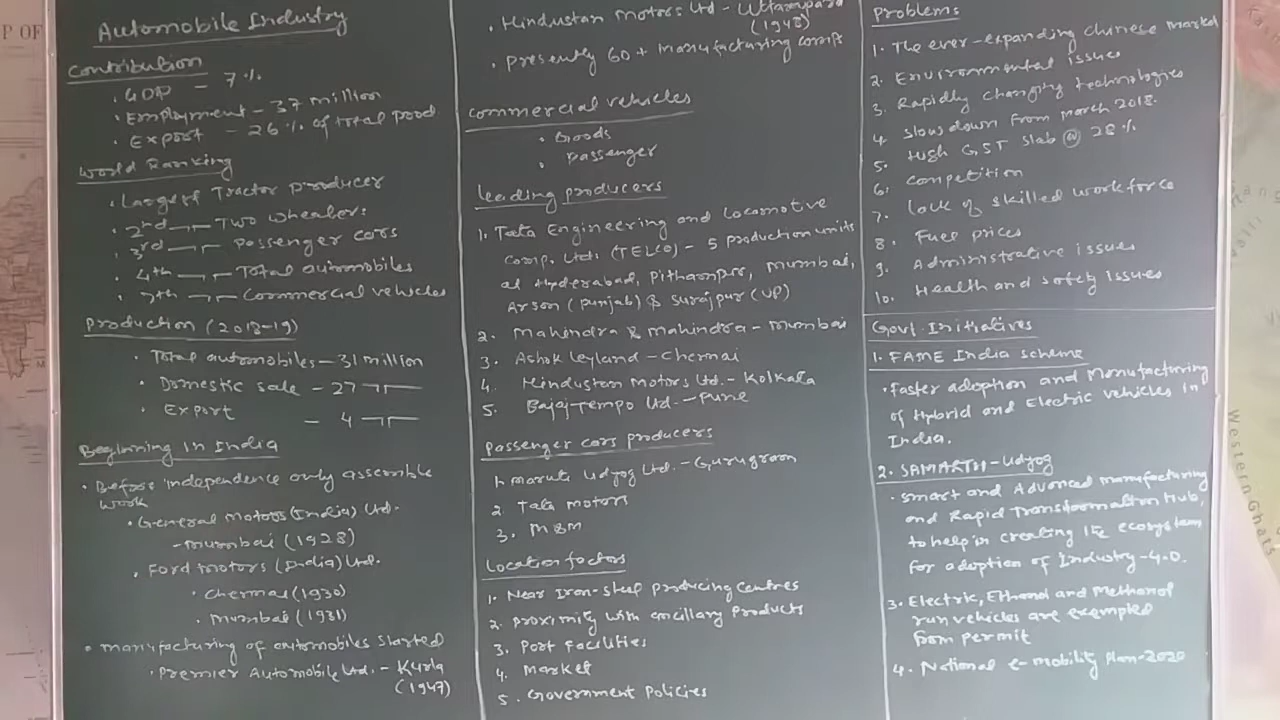 P OF
Automobile Industry
Contribution
• GDP - 7%
• Employment - 37 million
• Export - 26% of total prod.
World Ranking
• Largest Tractor producer
• 2nd —"— Two wheeler
• 3rd —"— Passenger cars
• 4th —"— Total automobiles
• 7th —"— Commercial vehicles
Production (2018-19)
• Total automobiles - 31 million
• Domestic sale - 27 —"—
• Export - 4 —"—
Beginning in India
• Before independence only assemble
work
• General Motors (India) Ltd.
- Mumbai (1928)
• Ford Motors (India) Ltd.
• Chennai (1930)
• Mumbai (1931)
• Manufacturing of automobiles started
• Premier Automobile Ltd. - Kurla
(1947)
• Hindustan Motors Ltd - Uttarpara
(1948)
• Presently 60+ manufacturing comps
Commercial vehicles
• Goods
• Passenger
Leading producers
1. Tata Engineering and Locomotive
Comp. Ltd. (TELCO) - 5 production units
at Hyderabad, Pithampur, Mumbai,
Arson (Punjab) & Surajpur (UP)
2. Mahindra & Mahindra - Mumbai
3. Ashok Leyland - Chennai
4. Hindustan Motors Ltd. - Kolkata
5. Bajaj-Tempo Ltd. - Pune
Passenger cars producers
1. Maruti Udyog Ltd. - Gurugram
2. Tata Motors
3. M&M
Location factors
1. Near Iron-steel producing centres
2. Proximity with ancillary products
3. Port Facilities
4. Market
5. Government Policies
Problems
1. The ever-expanding Chinese market
2. Environmental issues
3. Rapidly changing technologies
4. Slowdown from March 2018.
5. High GST slab @ 28%
6. Competition
7. Lack of skilled workforce
8. Fuel prices
9. Administrative issues
10. Health and safety issues
Govt. Initiatives
1. FAME India scheme
• Faster adoption and Manufacturing
of Hybrid and Electric vehicles in
India.
2. SAMARTH - Udyog
• Smart and Advanced manufacturing
and Rapid Transformation Hub,
to help in creating the ecosystem
for adoption of Industry-4.0.
3. Electric, Ethanol and Methanol
run vehicles are exempted
from permit
4. National e-mobility Plan-2020
Western Ghats